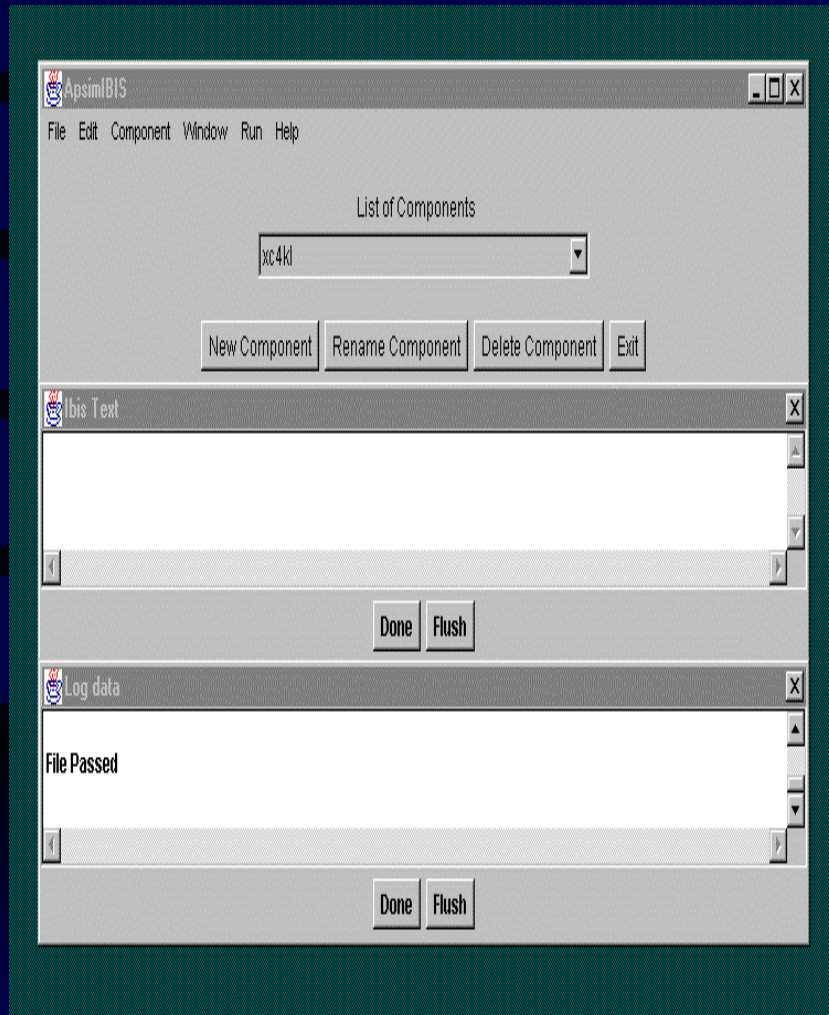 ApsimIBIS
File Edit Component Window Run Help
List of Components
xc4kl
New Component Rename Component Delete Component Exit
Ibis Text
Done Flush
Log data
File Passed
Done Flush